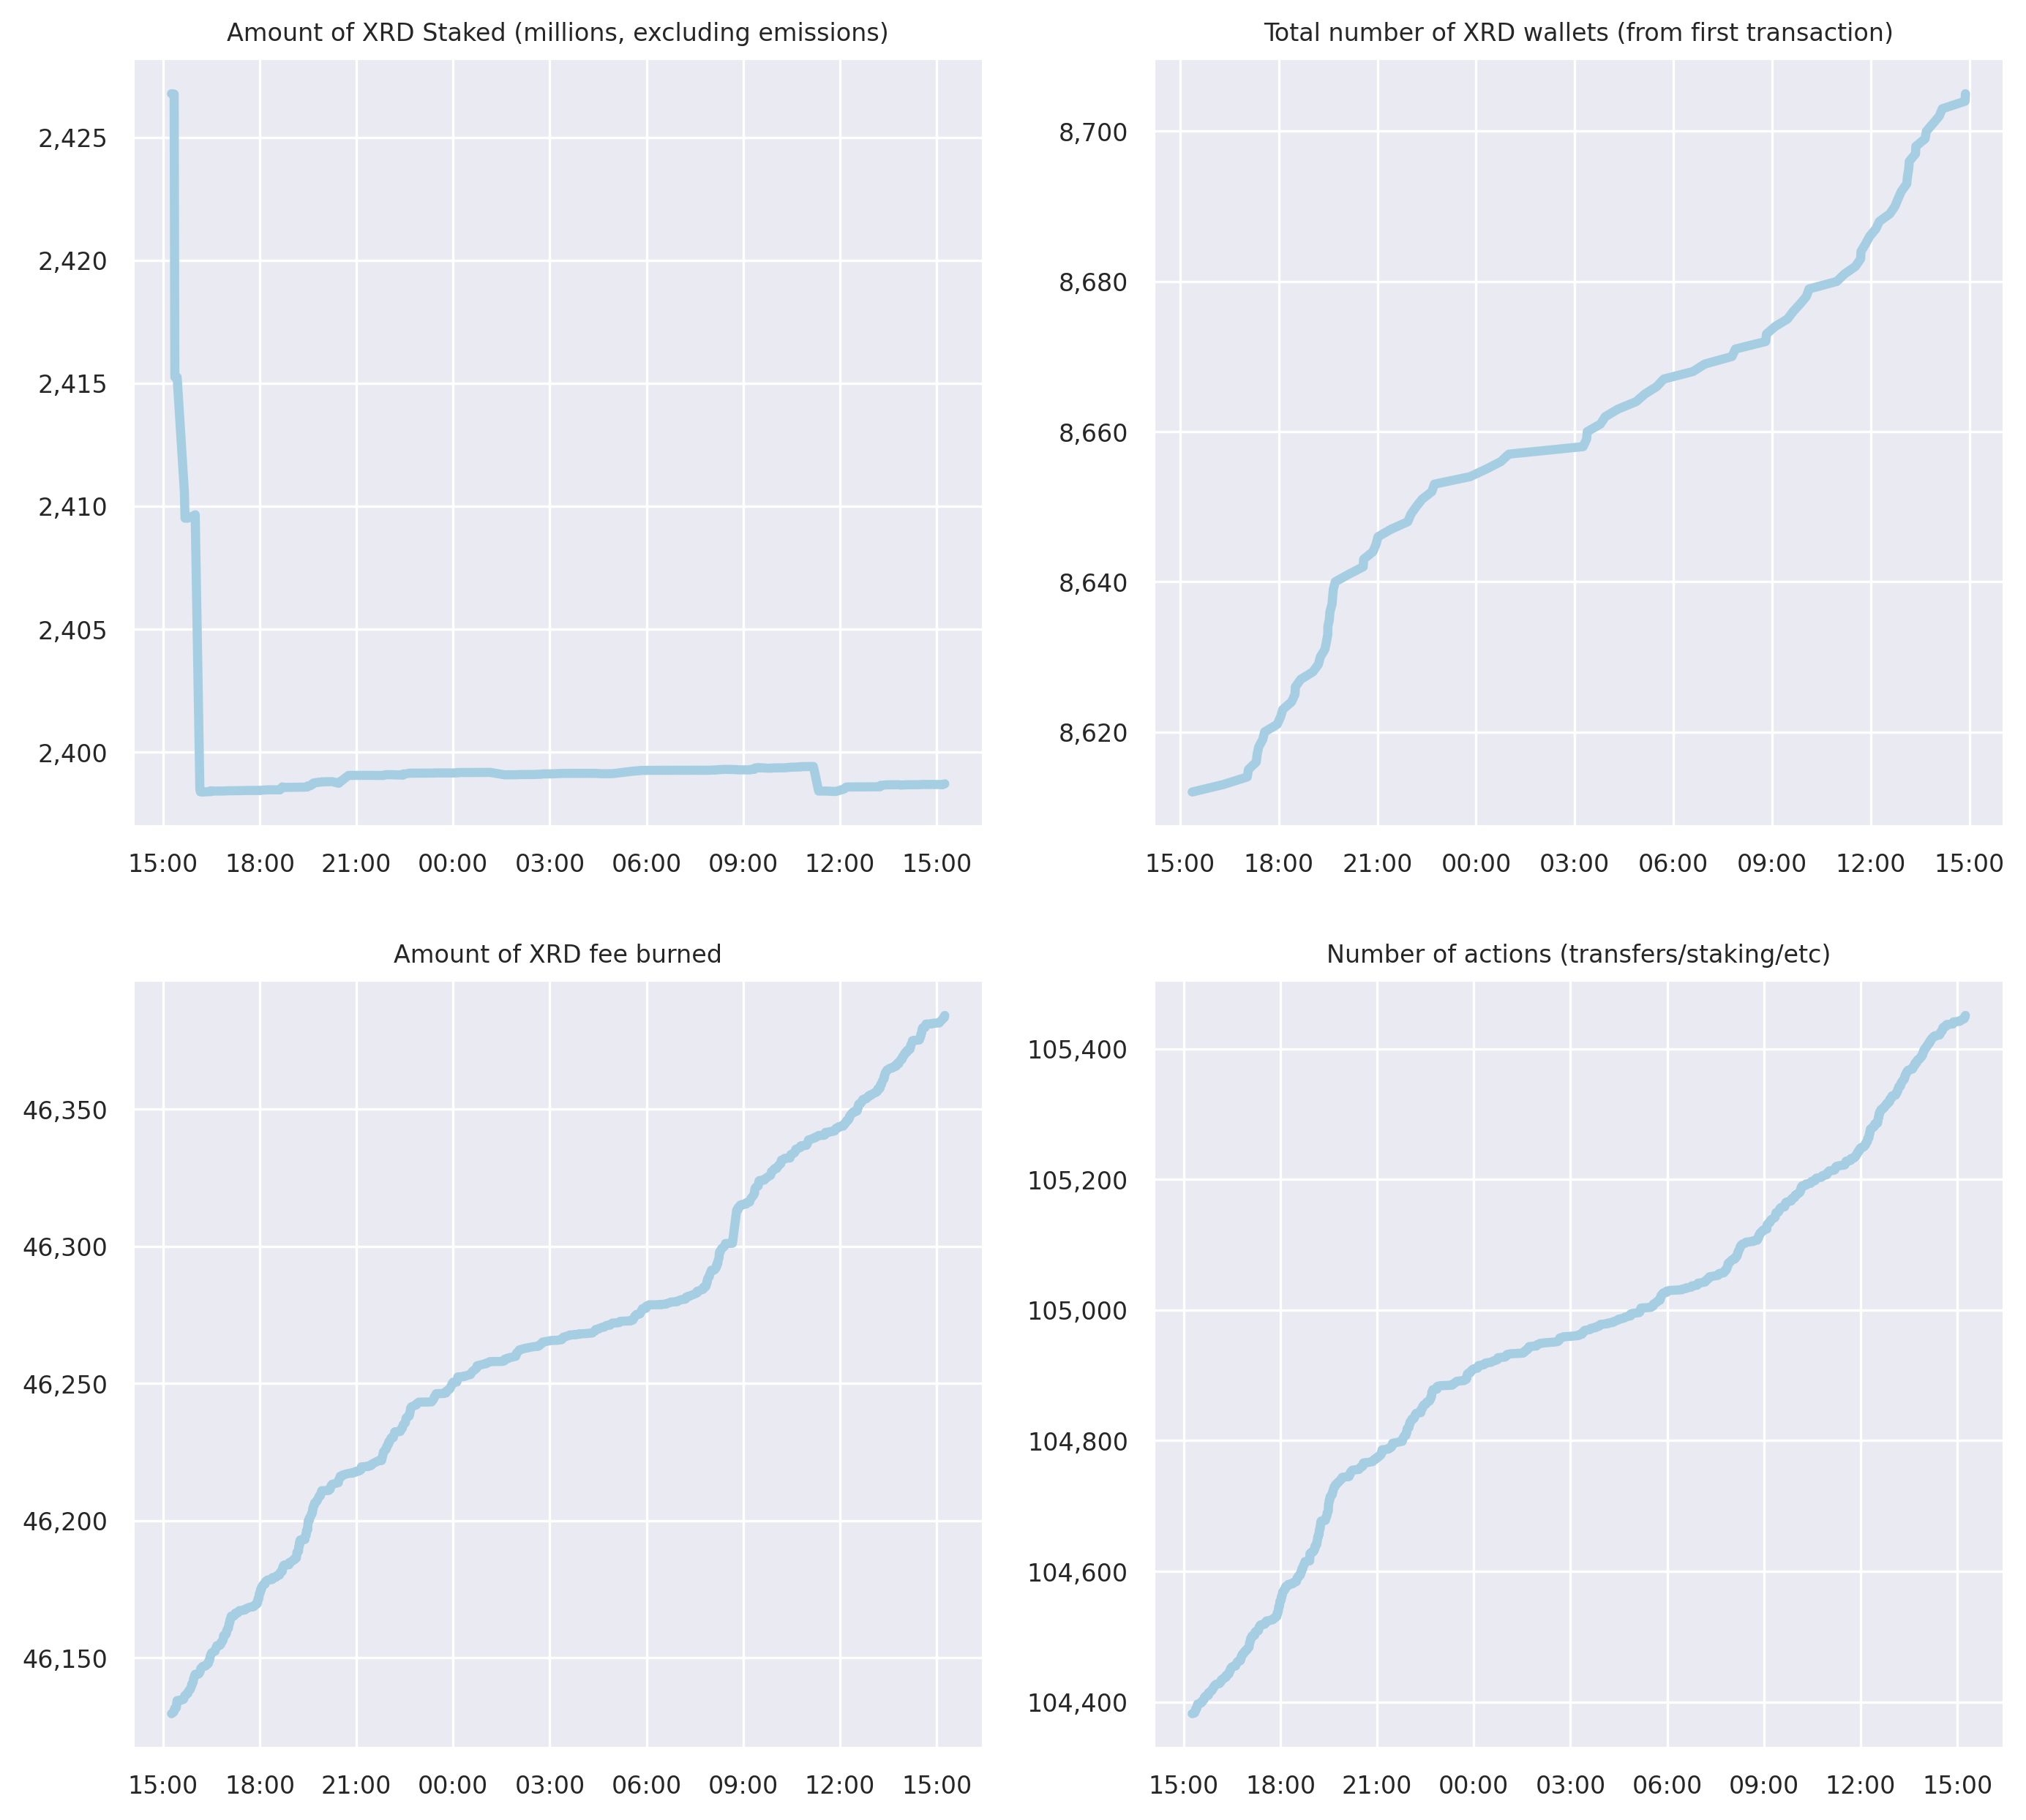 Amount of XRD Staked (millions, excluding emissions)
2,425
2,420
2,415
2,410
2,405
2,400
15:00 18:00 21:00 00:00 03:00 06:00 09:00 12:00 15:00
Total number of XRD wallets (from first transaction)
8,700
8,680
8,660
8,640
8,620
15:00 18:00 21:00 00:00 03:00 06:00 09:00 12:00 15:00
Amount of XRD fee burned
46,350
46,300
46,250
46,200
46,150
15:00 18:00 21:00 00:00 03:00 06:00 09:00 12:00 15:00
Number of actions (transfers/staking/etc)
105,400
105,200
105,000
104,800
104,600
104,400
15:00 18:00 21:00 00:00 03:00 06:00 09:00 12:00 15:00